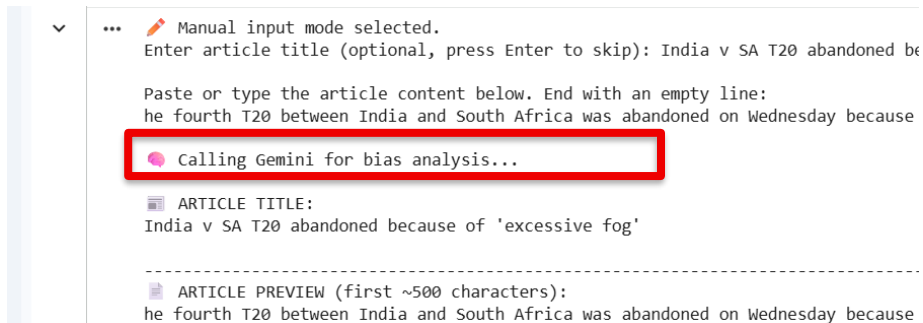 Manual input mode selected.
Enter article title (optional, press Enter to skip): India v SA T20 abandoned
Paste or type the article content below. End with an empty line:
he fourth T20 between India and South Africa was abandoned on Wednesday because
Calling Gemini for bias analysis...
ARTICLE TITLE:
India v SA T20 abandoned because of 'excessive fog'
--------------------------------------------------------------------------------
ARTICLE PREVIEW (first ~500 characters):
he fourth T20 between India and South Africa was abandoned on Wednesday because